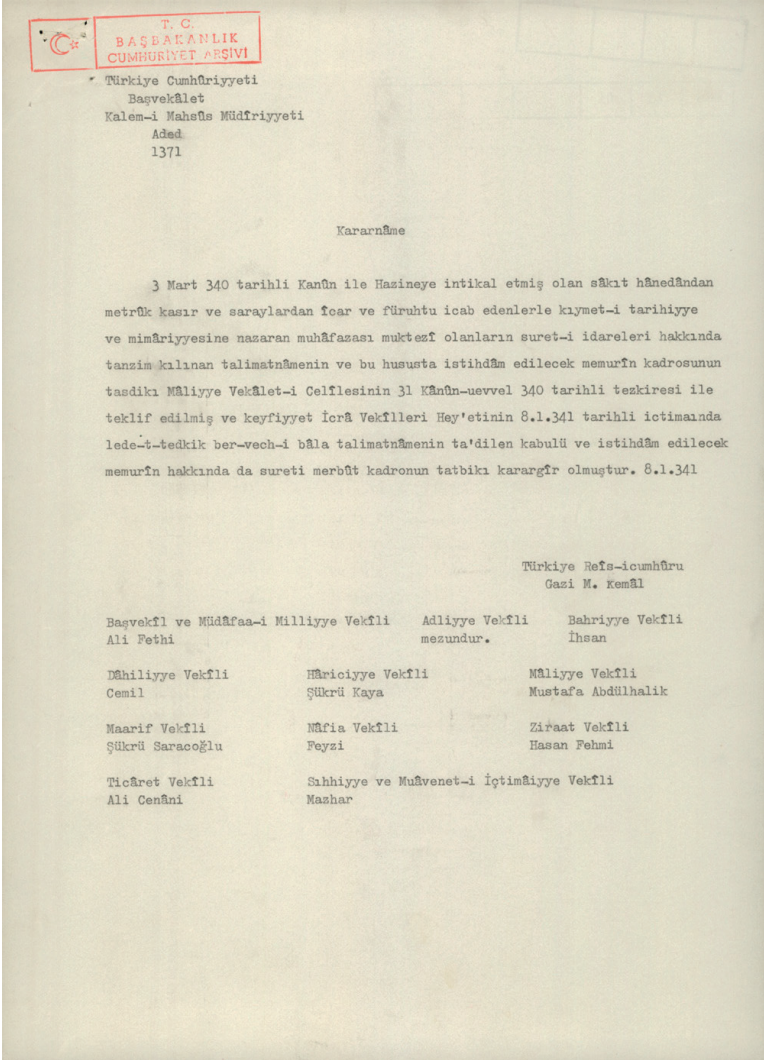 T. C.
BAŞBAKANLIK
CUMHURİYET ARŞİVİ
Türkiye Cumhûriyyeti
Başvekâlet
Kalem-i Mahsûs Müdîriyyeti
Aded
1371
Kararnâme
3 Mart 340 tarihli Kanûn ile Hazineye intikal etmiş olan sâkıt hânedândan
metrûk kasır ve saraylardan îcar ve füruhtu icab edenlerle kıymet-i tarihiyye
ve mimâriyyesine nazaran muhâfazası muktezî olanların suret-i idareleri hakkında
tanzim kılınan talimatnâmenin ve bu hususta istihdâm edilecek memurîn kadrosunun
tasdikı Mâliyye Vekâlet-i Celîlesinin 31 Kânûn-uevvel 340 tarihli tezkiresi ile
teklif edilmiş ve keyfiyyet İcrâ Vekîlleri Hey'etinin 8.1.341 tarihli ictimaında
lede-t-tedkik ber-vech-i bâla talimatnâmenin ta'dilen kabulü ve istihdâm edilecek
memurîn hakkında da sureti merbût kadronun tatbikı karargîr olmuştur. 8.1.341
Türkiye Reîs-icumhûru
Gazi M. Kemâl
Başvekîl ve Müdâfaa-i Milliyye Vekîli Adliyye Vekîli Bahriyye Vekîli
Ali Fethi mezundur. İhsan
Dâhiliyye Vekîli Hâriciyye Vekîli Mâliyye Vekîli
Cemil Şükrü Kaya Mustafa Abdülhalik
Maarif Vekîli Nâfia Vekîli Ziraat Vekîli
Şükrü Saracoğlu Feyzi Hasan Fehmi
Ticâret Vekîli Sıhhiyye ve Muâvenet-i İçtimâiyye Vekîli
Ali Cenâni Mazhar